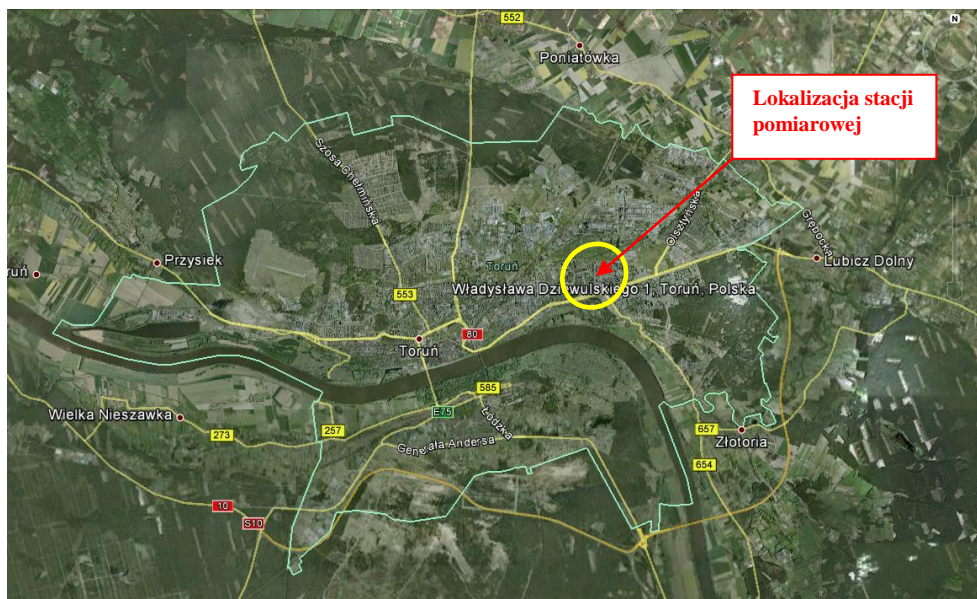 552
N
Poniatówka
Lokalizacja stacji
pomiarowej
Szosa Chełmińska
Olsztyńska
Grębocka
Przysiek
Toruń
Lubicz Dolny
Władysława Dziewulskiego 1, Toruń, Polska
553
80
Toruń
585
E75
Wielka Nieszawka
257
273
Łódzka
Generała Andersa
657
Złotoria
654
10
S10